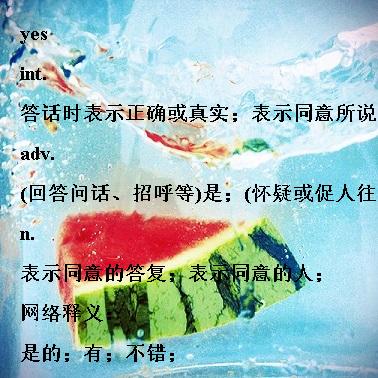 yes
int.
答话时表示正确或真实；表示同意所说
adv.
(回答问话、招呼等)是；(怀疑或促人往
n.
表示同意的答复；表示同意的人；
网络释义
是的；有；不错；